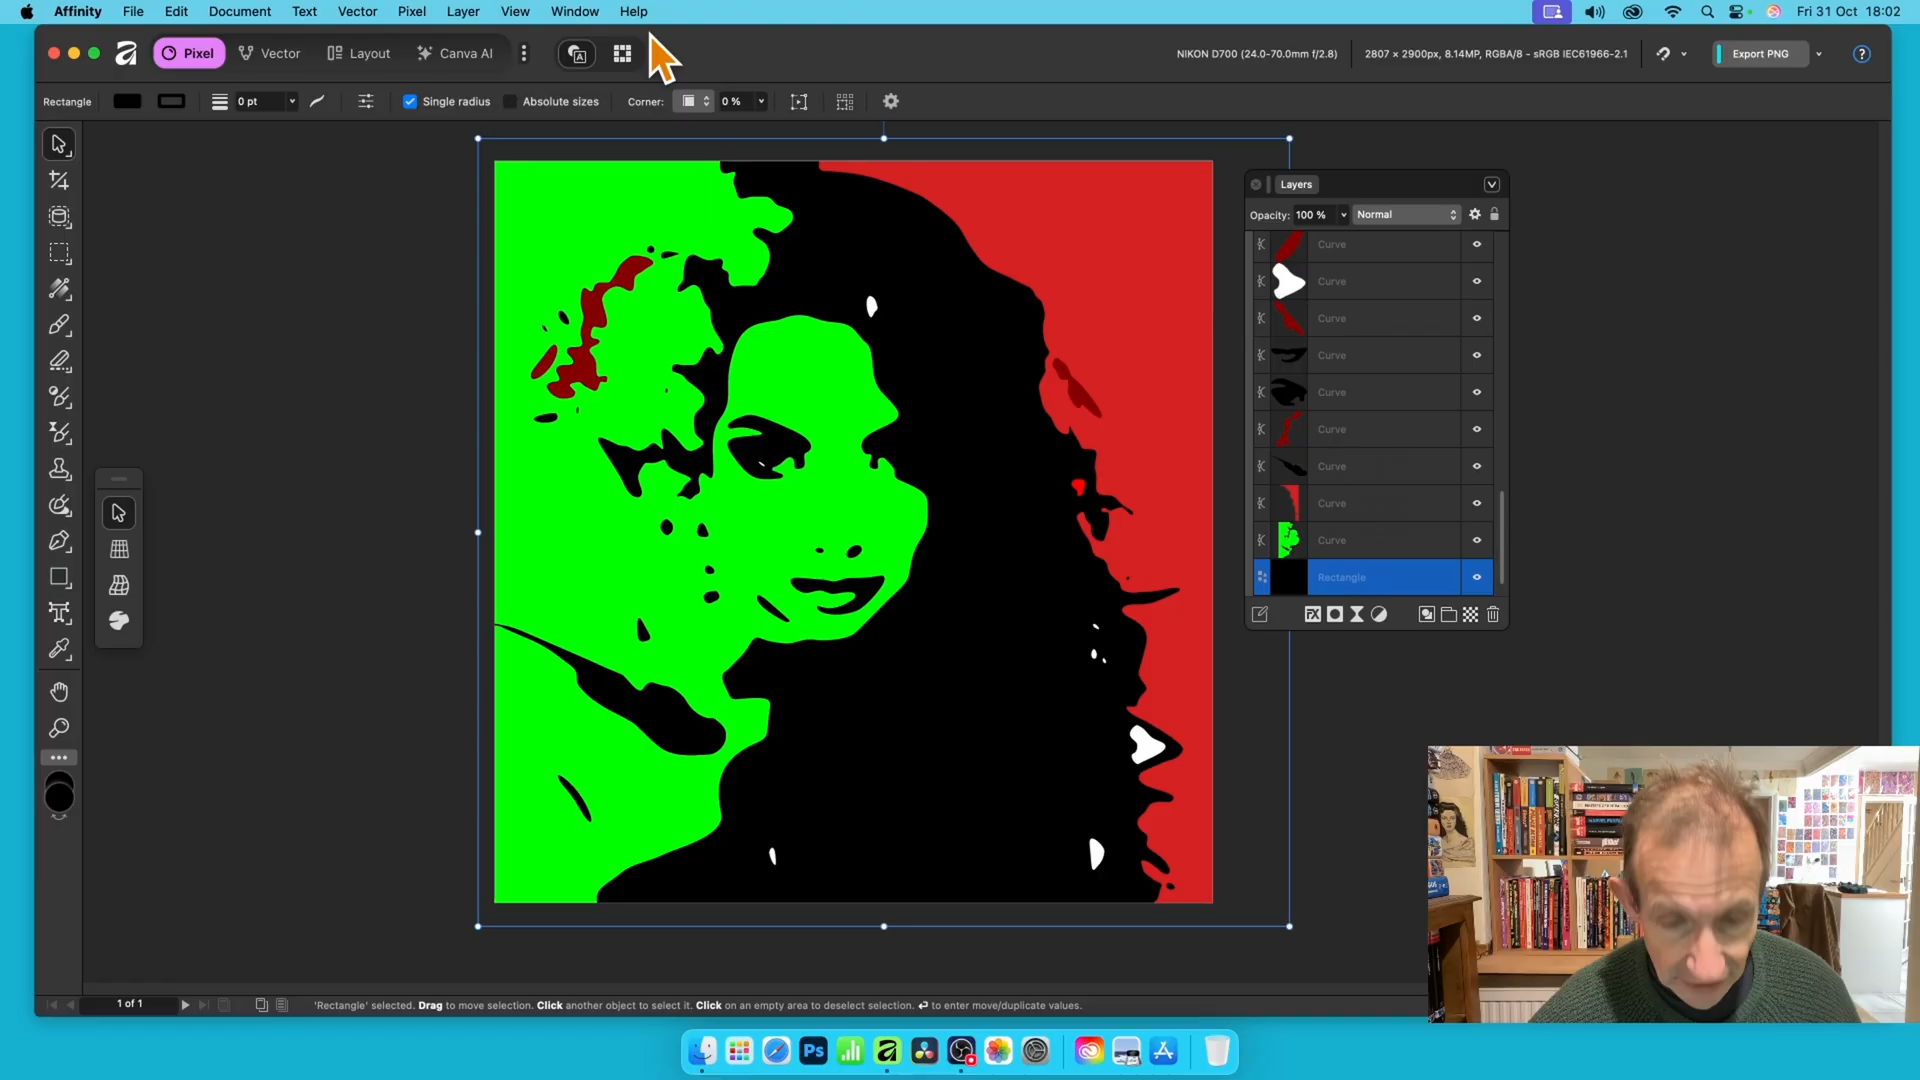 Affinity File Edit Document Text Vector Pixel Layer View Window Help Fri 31 Oct 18:02
Pixel Vector Layout Canva AI NIKON D700 (24.0-70.0mm f/2.8) 2807 × 2900px, 8.14MP, RGBA/8 - sRGB IEC61966-2.1 Export PNG ?
Rectangle 0 pt Single radius Absolute sizes Corner: 0 %
Layers
Opacity: 100 % Normal
Curve
Curve
Curve
Curve
Curve
Curve
Curve
Curve
Curve
Rectangle
1 of 1 'Rectangle' selected. Drag to move selection. Click another object to select it. Click on an empty area to deselect selection. ↵ to enter move/duplicate values.
Ps